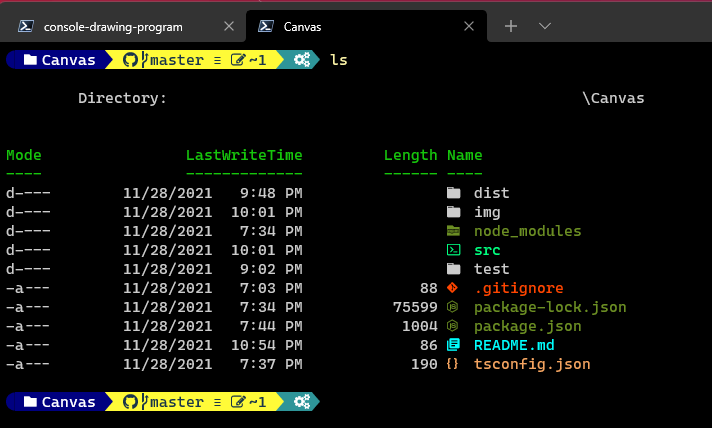 console-drawing-program Canvas
Canvas master ≡ ~1 ls
Directory: \Canvas
Mode LastWriteTime Length Name
---- ------------- ------ ----
d---- 11/28/2021 9:48 PM dist
d---- 11/28/2021 10:01 PM img
d---- 11/28/2021 7:34 PM node_modules
d---- 11/28/2021 10:01 PM src
d---- 11/28/2021 9:02 PM test
-a--- 11/28/2021 7:03 PM 88 .gitignore
-a--- 11/28/2021 7:34 PM 75599 package-lock.json
-a--- 11/28/2021 7:44 PM 1004 package.json
-a--- 11/28/2021 10:54 PM 86 README.md
-a--- 11/28/2021 7:37 PM 190 tsconfig.json
Canvas master ≡ ~1